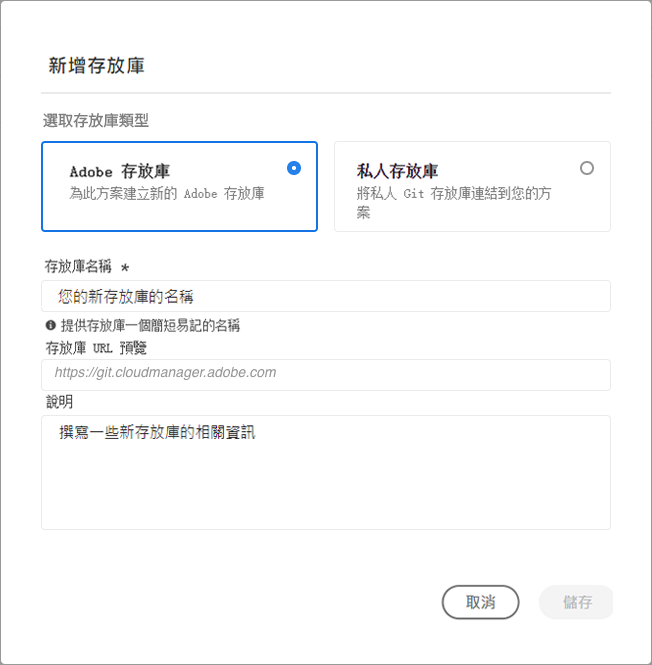 新增存放庫
選取存放庫類型
Adobe 存放庫
為此方案建立新的 Adobe 存放庫
私人存放庫
將私人 Git 存放庫連結到您的方
案
存放庫名稱 *
您的新存放庫的名稱
提供存放庫一個簡短易記的名稱
存放庫 URL 預覽
https://git.cloudmanager.adobe.com
說明
撰寫一些新存放庫的相關資訊
取消
儲存